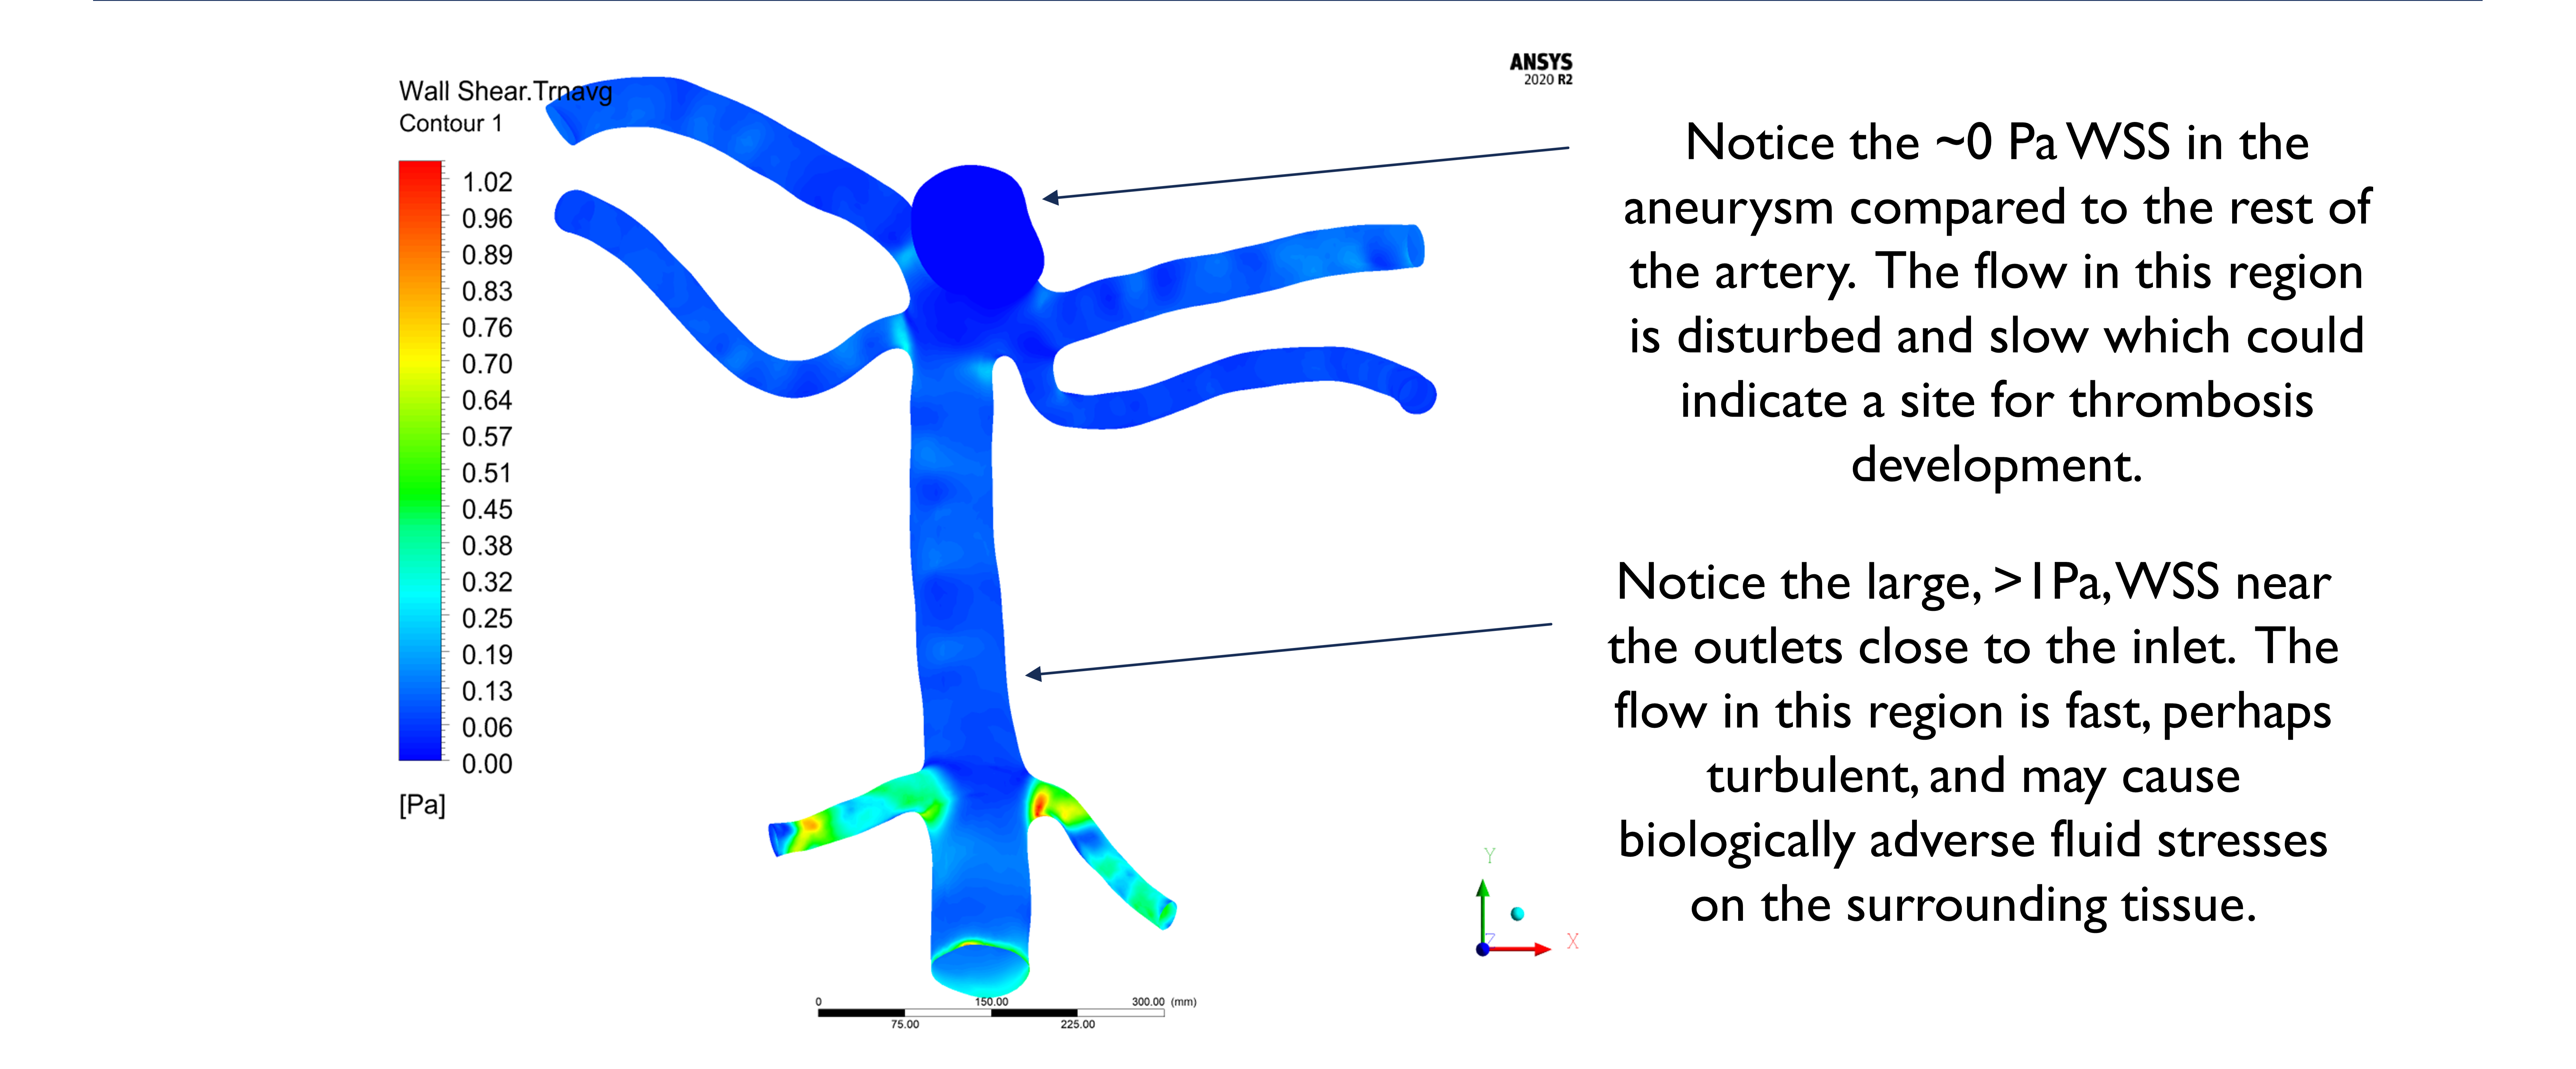 ANSYS
2020 R2
Wall Shear.Trnavg
Contour 1
1.02
0.96
0.89
0.83
0.76
0.70
0.64
0.57
0.51
0.45
0.38
0.32
0.25
0.19
0.13
0.06
0.00
[Pa]
Notice the ~0 Pa WSS in the
aneurysm compared to the rest of
the artery. The flow in this region
is disturbed and slow which could
indicate a site for thrombosis
development.
Notice the large, >1Pa, WSS near
the outlets close to the inlet. The
flow in this region is fast, perhaps
turbulent, and may cause
biologically adverse fluid stresses
on the surrounding tissue.
Y
Z
X
0 150.00 300.00 (mm)
75.00 225.00